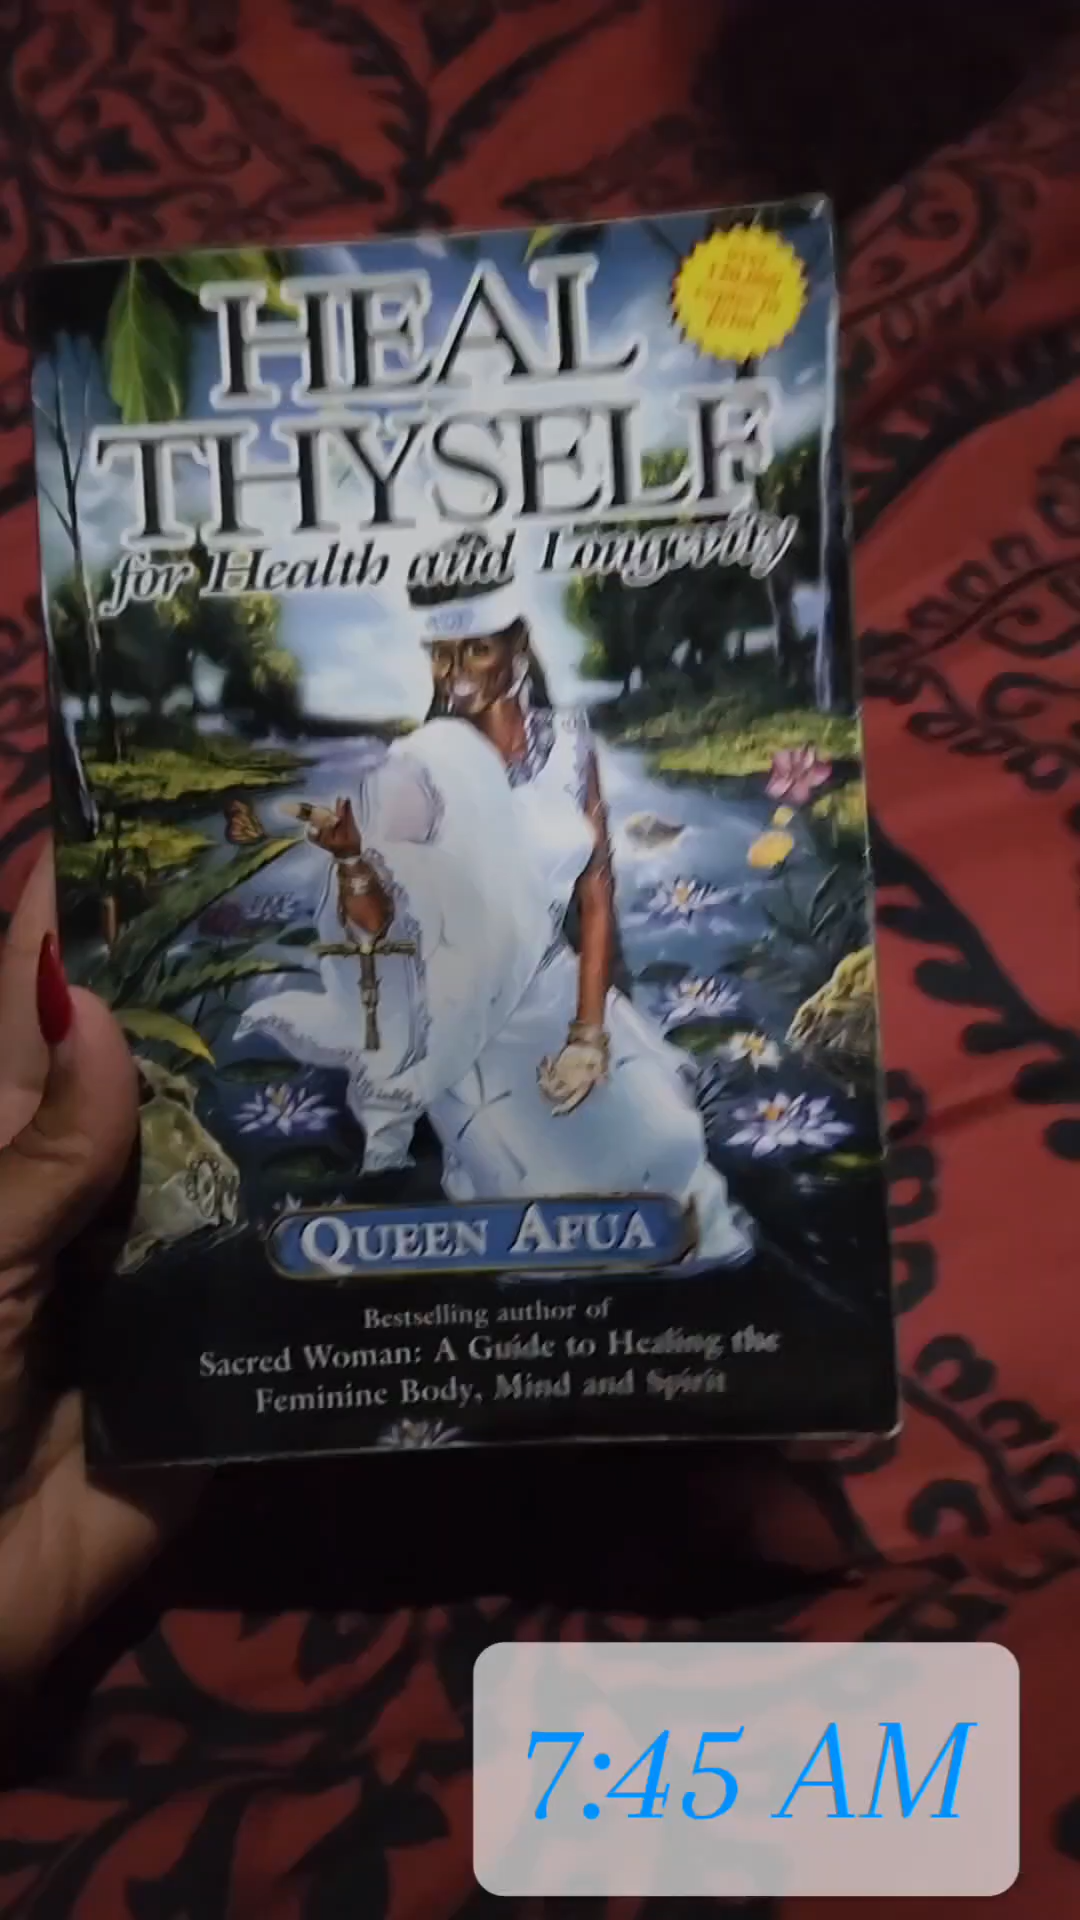 HEAL
THYSELF
for Health and Longevity
QUEEN AFUA
Bestselling author of
Sacred Woman: A Guide to Healing the
Feminine Body, Mind and Spirit
7:45 AM